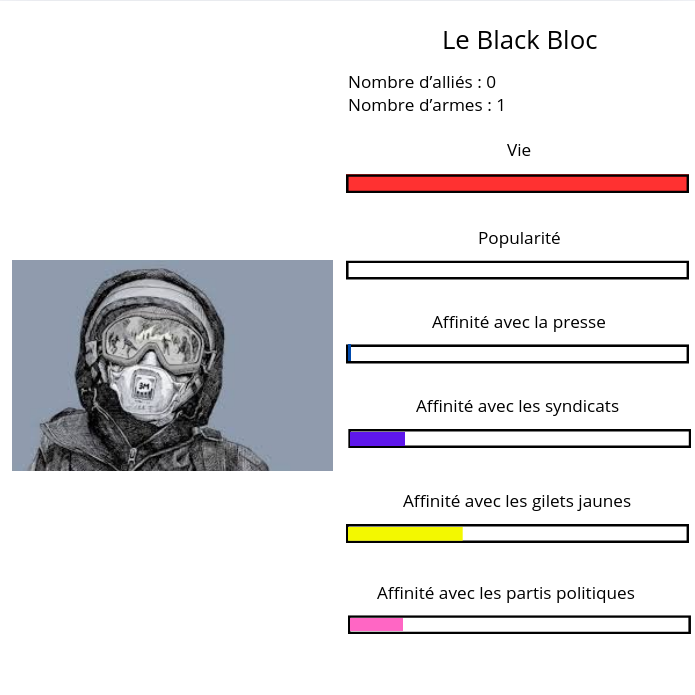 Le Black Bloc
Nombre d’alliés : 0
Nombre d’armes : 1
Vie
Popularité
Affinité avec la presse
Affinité avec les syndicats
Affinité avec les gilets jaunes
Affinité avec les partis politiques
3M